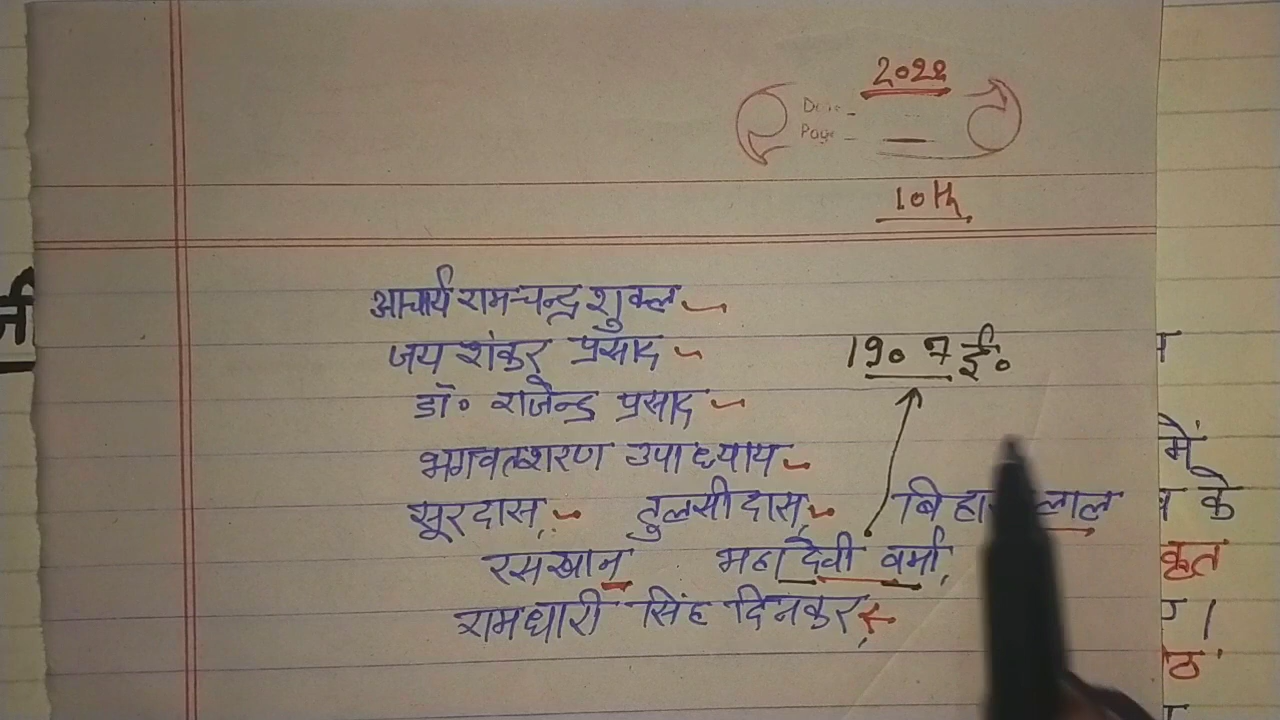 2022
Date
Page
10th
आचार्य रामचन्द्र शुक्ल
जय शंकर प्रसाद
1907 ई०
डॉ० राजेन्द्र प्रसाद
भगवतशरण उपाध्याय
सूरदास, तुलसीदास,
रसखान महादेवी वर्मा,
रामधारी सिंह दिनकर,
में
के